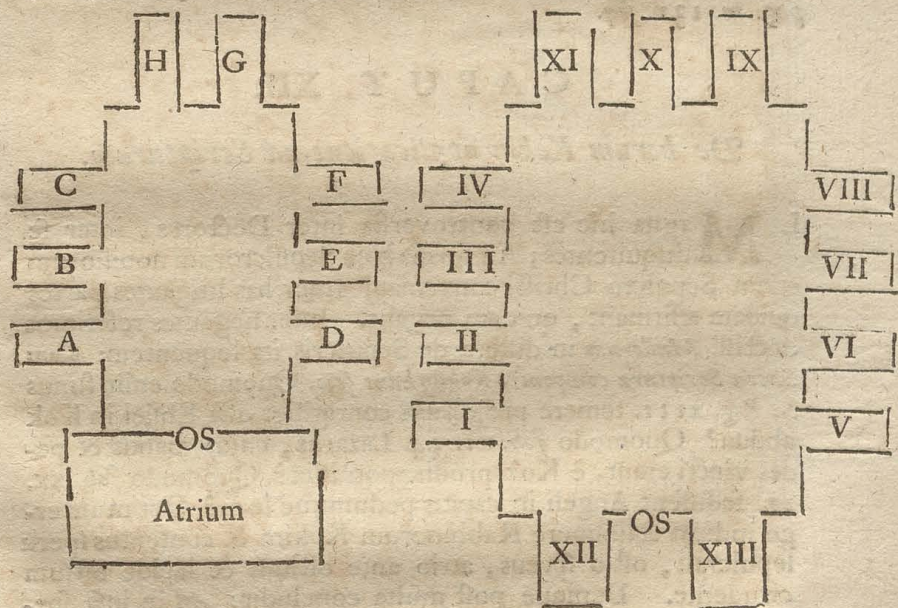 H G XI X IX
C F IV VIII
B E III VII
A D II VI
I V
OS
Atrium OS
XII XIII